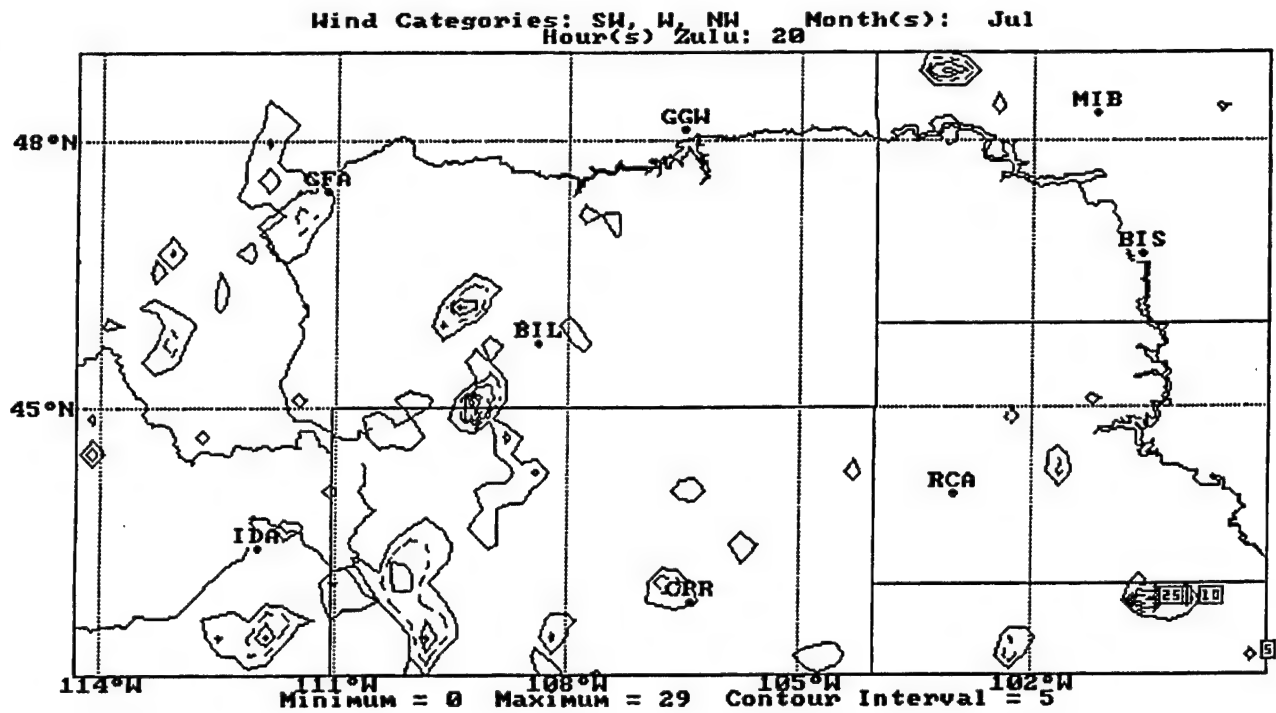 Wind Categories: SW, W, NW Month(s): Jul
Hour(s) Zulu: 20
48°N
GGW
MIB
GFA
BIS
BIL
45°N
RCA
IDA
CRR
25 10
5
114°W 111°W 108°W 105°W 102°W
Minimum = 0 Maximum = 29 Contour Interval = 5